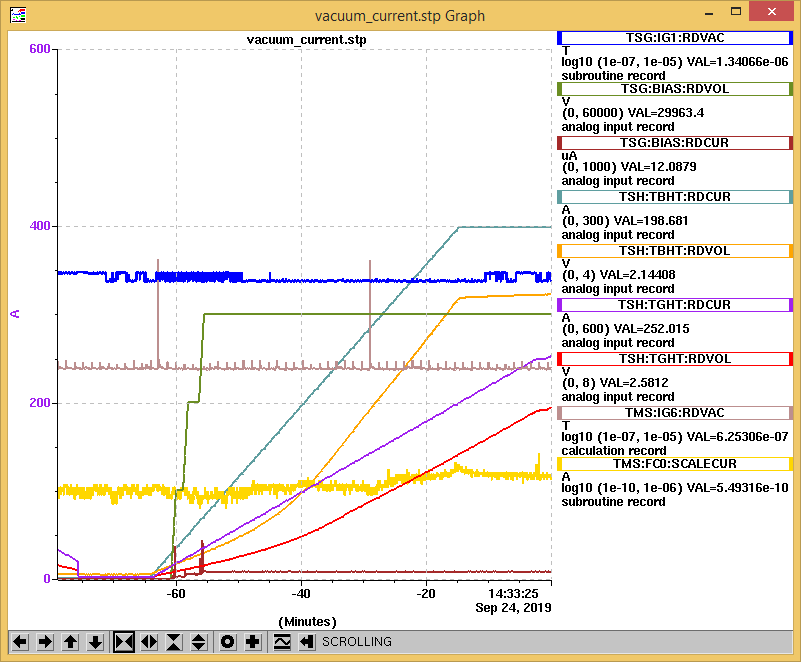 vacuum_current.stp Graph
vacuum_current.stp
600
400
A
200
0
-60
-40
-20
14:33:25
Sep 24, 2019
(Minutes)
TSG:IG1:RDVAC
T
log10 (1e-07, 1e-05) VAL=1.34066e-06
subroutine record
TSG:BIAS:RDVOL
V
(0, 60000) VAL=29963.4
analog input record
TSG:BIAS:RDCUR
uA
(0, 1000) VAL=12.0879
analog input record
TSH:TBHT:RDCUR
A
(0, 300) VAL=198.681
analog input record
TSH:TBHT:RDVOL
V
(0, 4) VAL=2.14408
analog input record
TSH:TGHT:RDCUR
A
(0, 600) VAL=252.015
analog input record
TSH:TGHT:RDVOL
V
(0, 8) VAL=2.5812
analog input record
TMS:IG6:RDVAC
T
log10 (1e-07, 1e-05) VAL=6.25306e-07
calculation record
TMS:FC0:SCALECUR
A
log10 (1e-10, 1e-06) VAL=5.49316e-10
subroutine record
SCROLLING